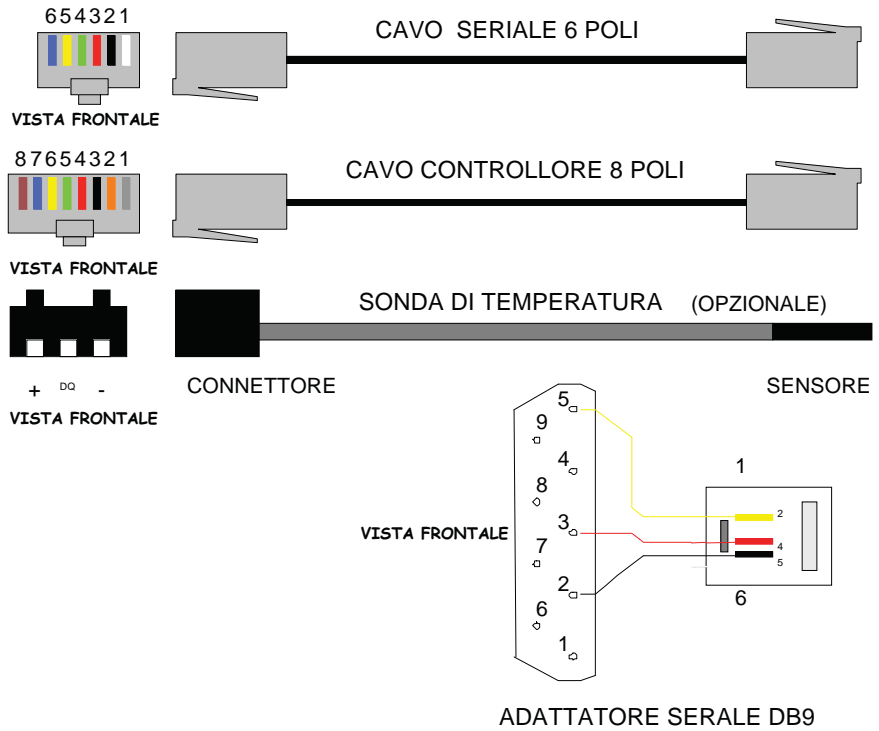 654321
CAVO SERIALE 6 POLI
VISTA FRONTALE
87654321
CAVO CONTROLLORE 8 POLI
VISTA FRONTALE
SONDA DI TEMPERATURA (OPZIONALE)
+ DQ -
CONNETTORE
SENSORE
VISTA FRONTALE
5
9
4
8
3
7
2
6
1
VISTA FRONTALE
1
2
4
5
6
ADATTATORE SERALE DB9